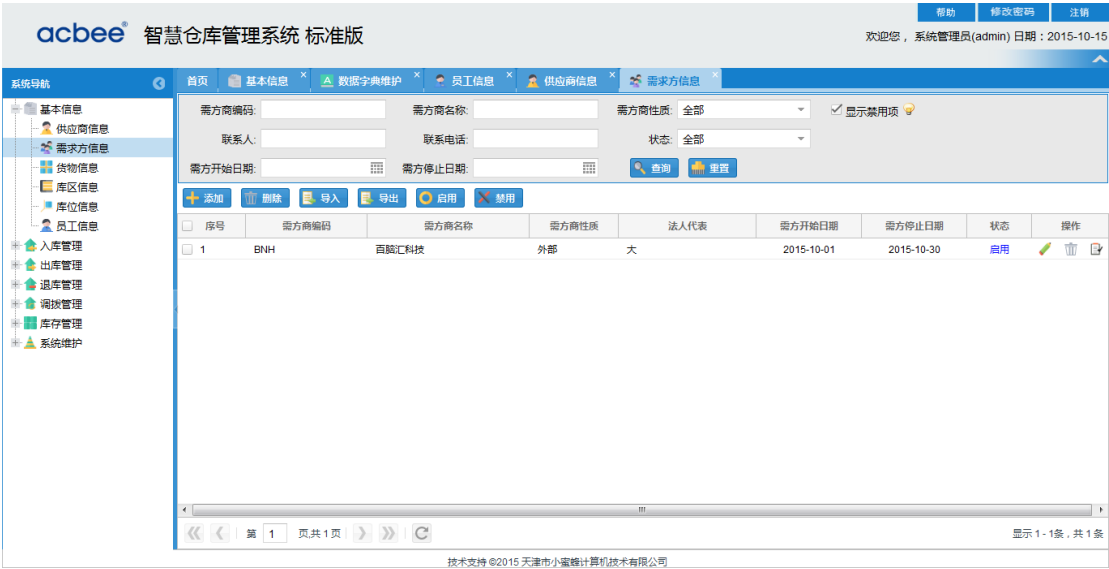 帮助 修改密码 注销
acbee® 智慧仓库管理系统 标准版
欢迎您， 系统管理员(admin) 日期：2015-10-15
系统导航
首页 基本信息 数据字典维护 员工信息 供应商信息 需求方信息
基本信息
供应商信息
需求方信息
货物信息
库区信息
库位信息
员工信息
入库管理
出库管理
退库管理
调拨管理
库存管理
系统维护
需方商编码: 需方商名称: 需方商性质: 全部 显示禁用项
联系人: 联系电话: 状态: 全部
需方开始日期: 需方停止日期: 查询 重置
添加 删除 导入 导出 启用 禁用
序号 需方商编码 需方商名称 需方商性质 法人代表 需方开始日期 需方停止日期 状态 操作
1 BNH 百脑汇科技 外部 大 2015-10-01 2015-10-30 启用
第 1 页,共 1 页 显示 1 - 1条，共 1 条
技术支持 ©2015 天津市小蜜蜂计算机技术有限公司